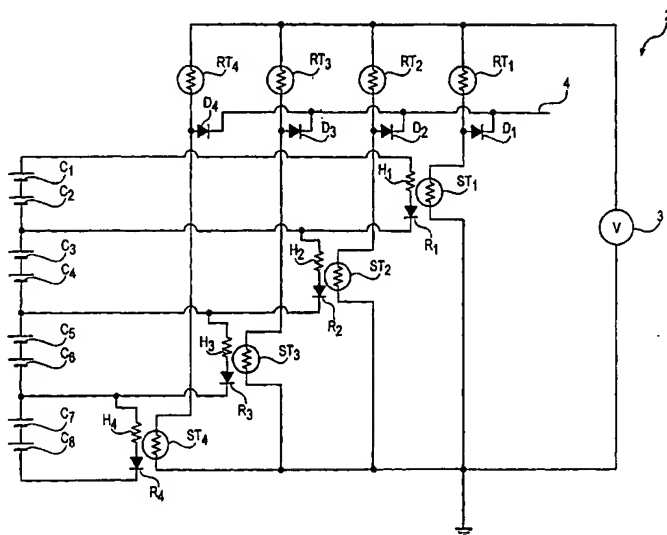 2
RT4 RT3 RT2 RT1
4
D4 D3 D2 D1
C1
C2
H1 ST1
3
V
R1
C3
C4
H2 ST2
R2
C5
C6
H3 ST3
R3
C7
C8
H4 ST4
R4